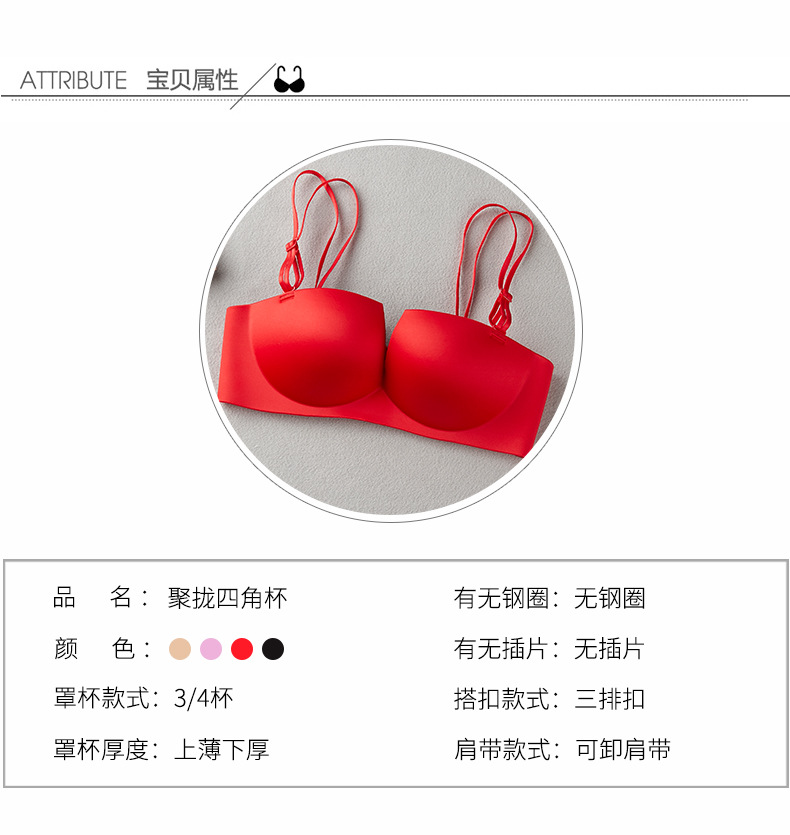 ATTRIBUTE 宝贝属性
品 名：聚拢四角杯
有无钢圈：无钢圈
颜 色：
有无插片：无插片
罩杯款式：3/4杯
搭扣款式：三排扣
罩杯厚度：上薄下厚
肩带款式：可卸肩带